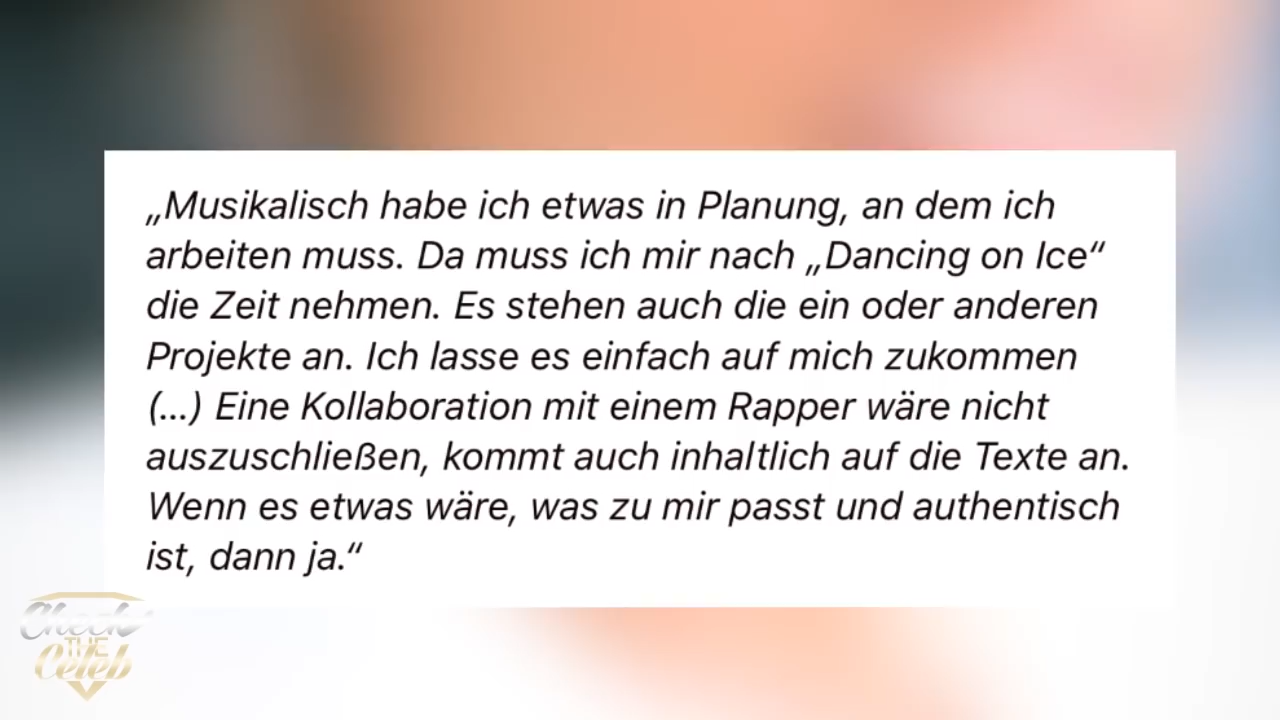 „Musikalisch habe ich etwas in Planung, an dem ich
arbeiten muss. Da muss ich mir nach „Dancing on Ice“
die Zeit nehmen. Es stehen auch die ein oder anderen
Projekte an. Ich lasse es einfach auf mich zukommen
(...) Eine Kollaboration mit einem Rapper wäre nicht
auszuschließen, kommt auch inhaltlich auf die Texte an.
Wenn es etwas wäre, was zu mir passt und authentisch
ist, dann ja.“
Check
THE
Celeb